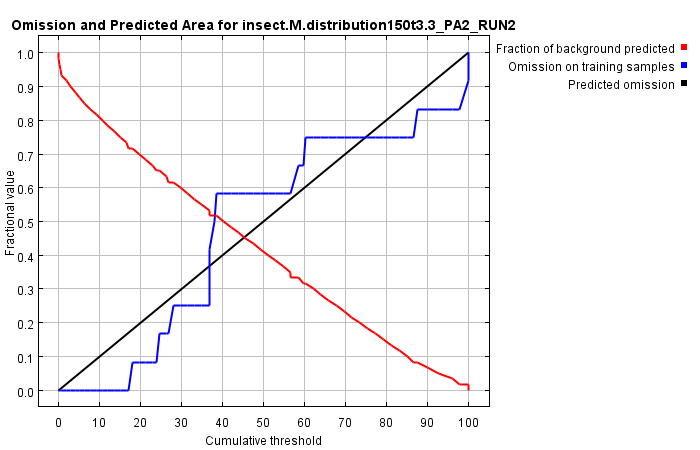 Omission and Predicted Area for insect.M.distribution150t3.3_PA2_RUN2
Fraction of background predicted
Omission on training samples
Predicted omission
1.0
0.9
0.8
0.7
0.6
0.5
0.4
0.3
0.2
0.1
0.0
Fractional value
0 10 20 30 40 50 60 70 80 90 100
Cumulative threshold